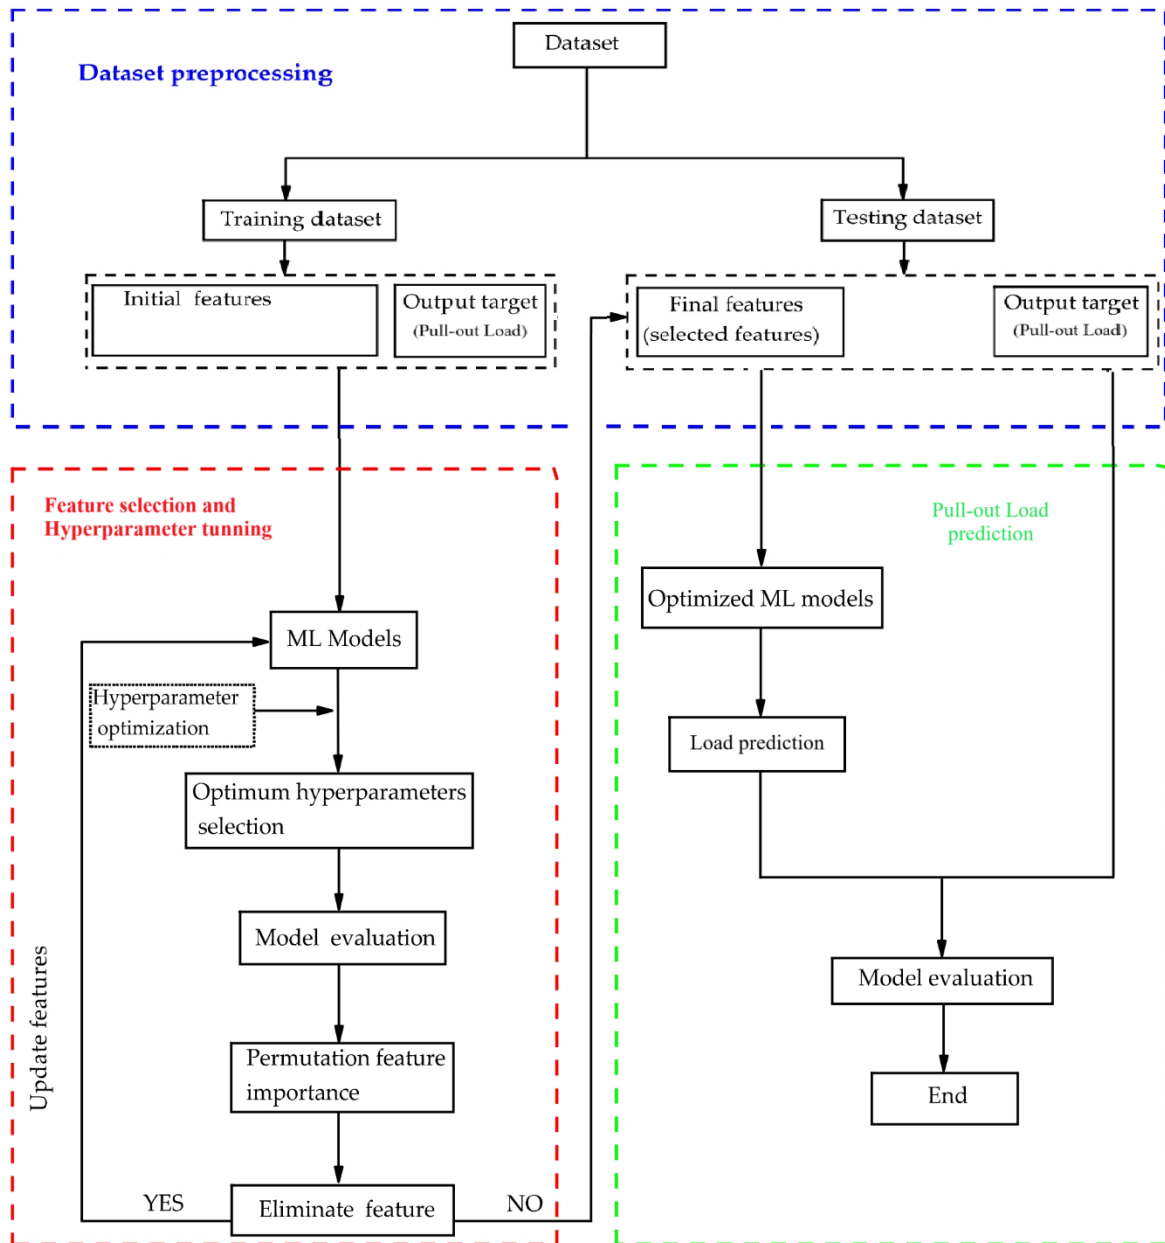 Dataset
Dataset preprocessing
Training dataset
Testing dataset
Initial features
Output target
(Pull-out Load)
Final features
(selected features)
Output target
(Pull-out Load)
Feature selection and
Hyperparameter tunning
ML Models
Hyperparameter
optimization
Optimum hyperparameters
selection
Model evaluation
Permutation feature
importance
Update features
YES
Eliminate feature
NO
Pull-out Load
prediction
Optimized ML models
Load prediction
Model evaluation
End